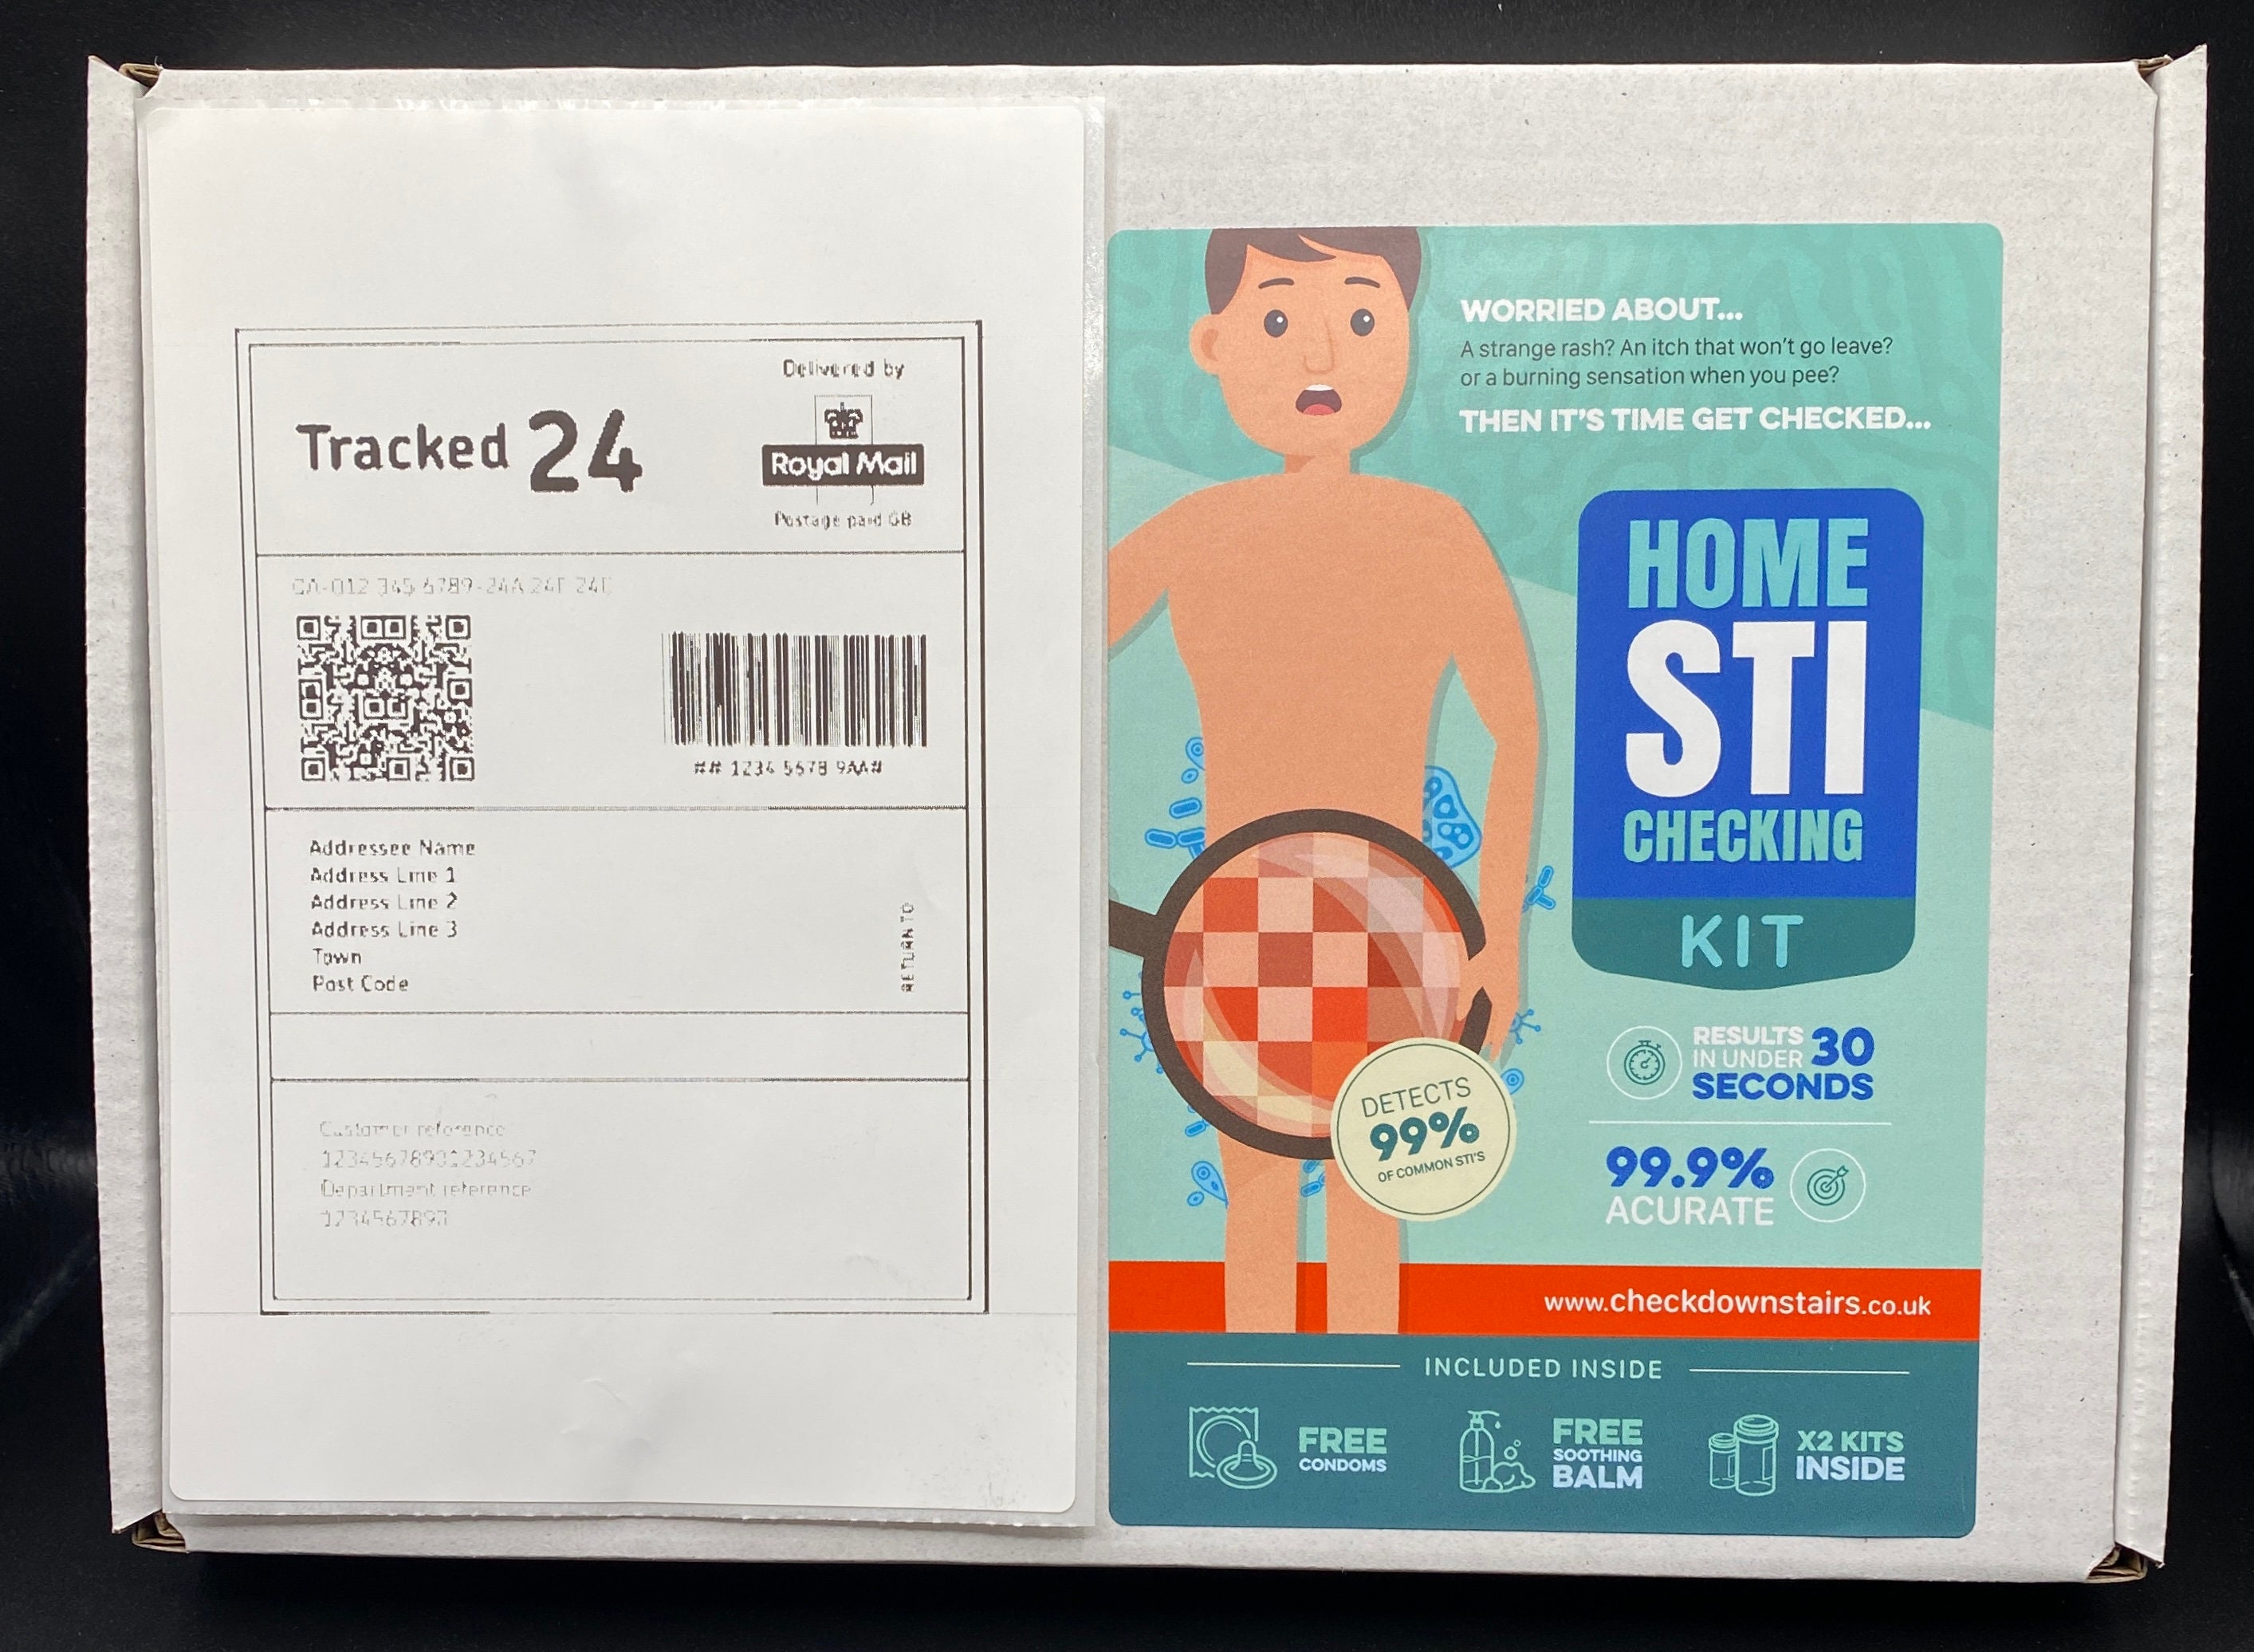 Delivered by
Tracked 24
Royal Mail
Postage paid GB
## 1234 5678 9AA#
Addressee Name
Address Line 1
Address Line 2
Address Line 3
Town
Post Code
RETURN TO
Customer reference
12345678901234567
Department reference
1234567890
WORRIED ABOUT...
A strange rash? An itch that won't go leave?
or a burning sensation when you pee?
THEN IT'S TIME GET CHECKED...
HOME
STI
CHECKING
KIT
RESULTS
IN UNDER 30
SECONDS
DETECTS
99%
OF COMMON STI'S
99.9%
ACURATE
www.checkdownstairs.co.uk
INCLUDED INSIDE
FREE
CONDOMS
FREE
SOOTHING
BALM
X2 KITS
INSIDE